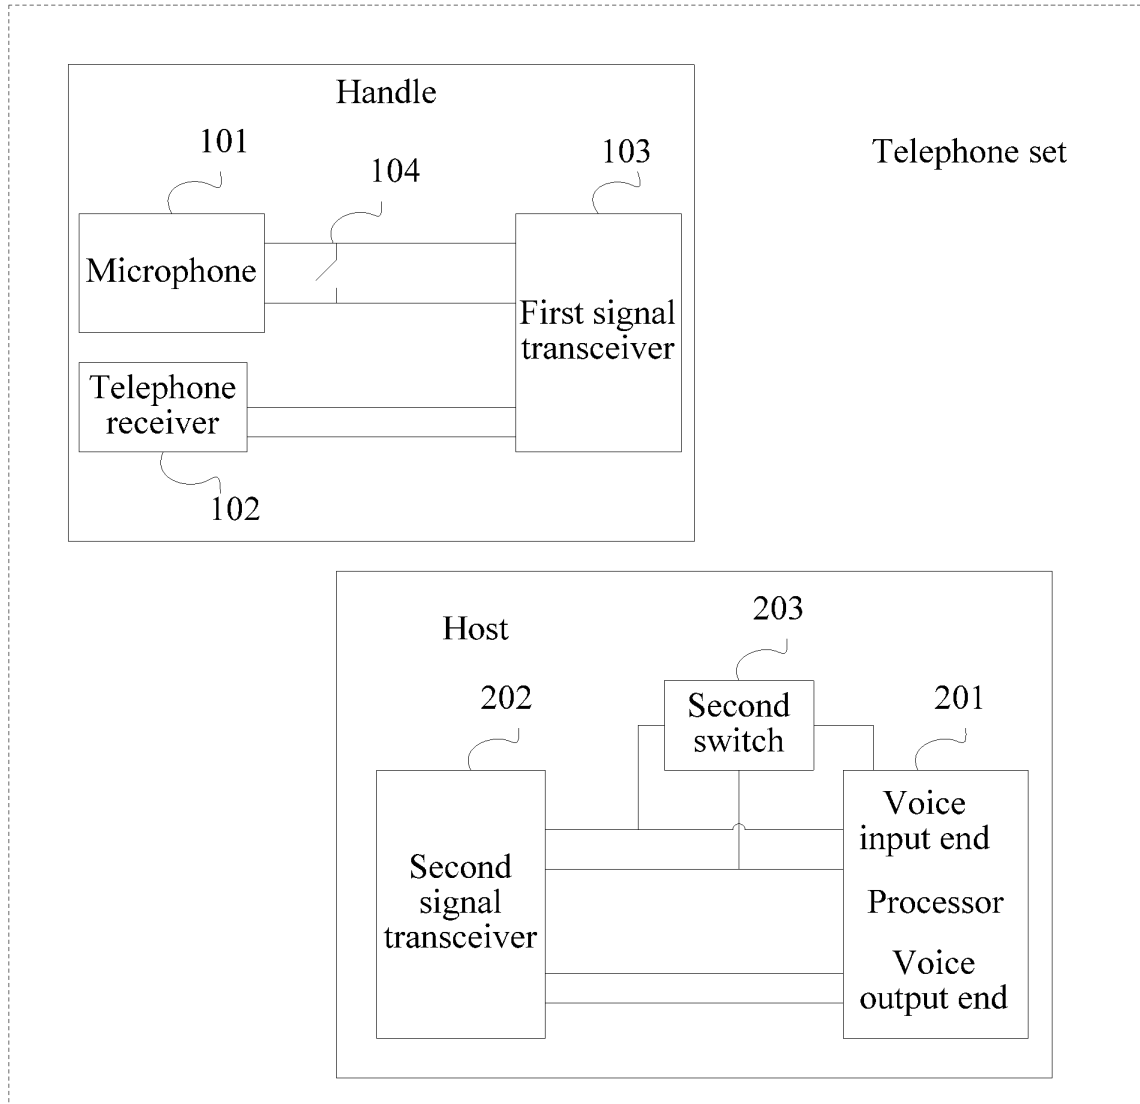 Handle
101
104
103
Telephone set
Microphone
First signal
transceiver
Telephone
receiver
102
Host
203
202
Second
switch
201
Voice
input end
Second
signal
transceiver
Processor
Voice
output end